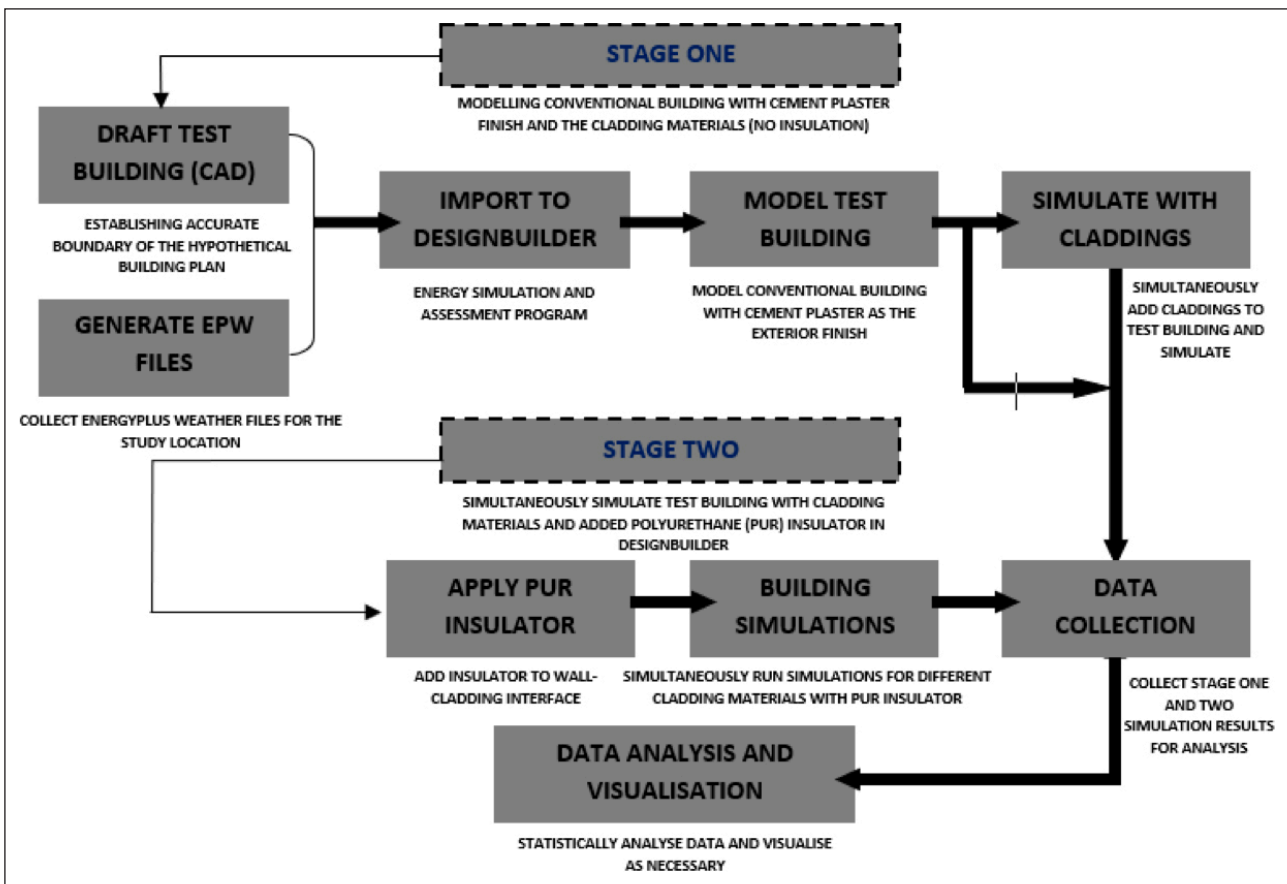 STAGE ONE
MODELLING CONVENTIONAL BUILDING WITH CEMENT PLASTER
FINISH AND THE CLADDING MATERIALS (NO INSULATION)
DRAFT TEST
BUILDING (CAD)
ESTABLISHING ACCURATE
BOUNDARY OF THE HYPOTHETICAL
BUILDING PLAN
GENERATE EPW
FILES
COLLECT ENERGYPLUS WEATHER FILES FOR THE
STUDY LOCATION
IMPORT TO
DESIGNBUILDER
ENERGY SIMULATION AND
ASSESSMENT PROGRAM
MODEL TEST
BUILDING
MODEL CONVENTIONAL BUILDING
WITH CEMENT PLASTER AS THE
EXTERIOR FINISH
SIMULATE WITH
CLADDINGS
SIMULTANEOUSLY
ADD CLADDINGS TO
TEST BUILDING AND
SIMULATE
STAGE TWO
SIMULTANEOUSLY SIMULATE TEST BUILDING WITH CLADDING
MATERIALS AND ADDED POLYURETHANE (PUR) INSULATOR IN
DESIGNBUILDER
APPLY PUR
INSULATOR
ADD INSULATOR TO WALL-
CLADDING INTERFACE
BUILDING
SIMULATIONS
SIMULTANEOUSLY RUN SIMULATIONS FOR DIFFERENT
CLADDING MATERIALS WITH PUR INSULATOR
DATA
COLLECTION
COLLECT STAGE ONE
AND TWO
SIMULATION RESULTS
FOR ANALYSIS
DATA ANALYSIS AND
VISUALISATION
STATISTICALLY ANALYSE DATA AND VISUALISE
AS NECESSARY